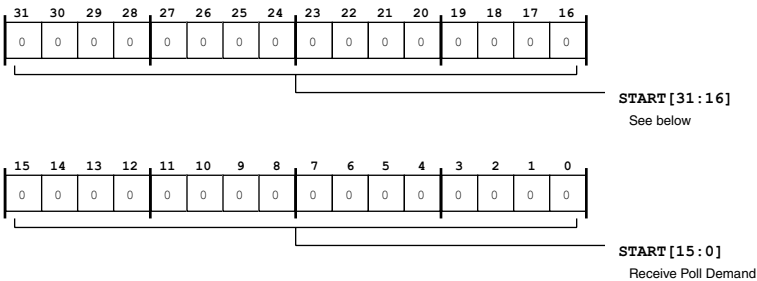 31 30 29 28 27 26 25 24 23 22 21 20 19 18 17 16
0 0 0 0 0 0 0 0 0 0 0 0 0 0 0 0
START[31:16]
See below
15 14 13 12 11 10 9 8 7 6 5 4 3 2 1 0
0 0 0 0 0 0 0 0 0 0 0 0 0 0 0 0
START[15:0]
Receive Poll Demand